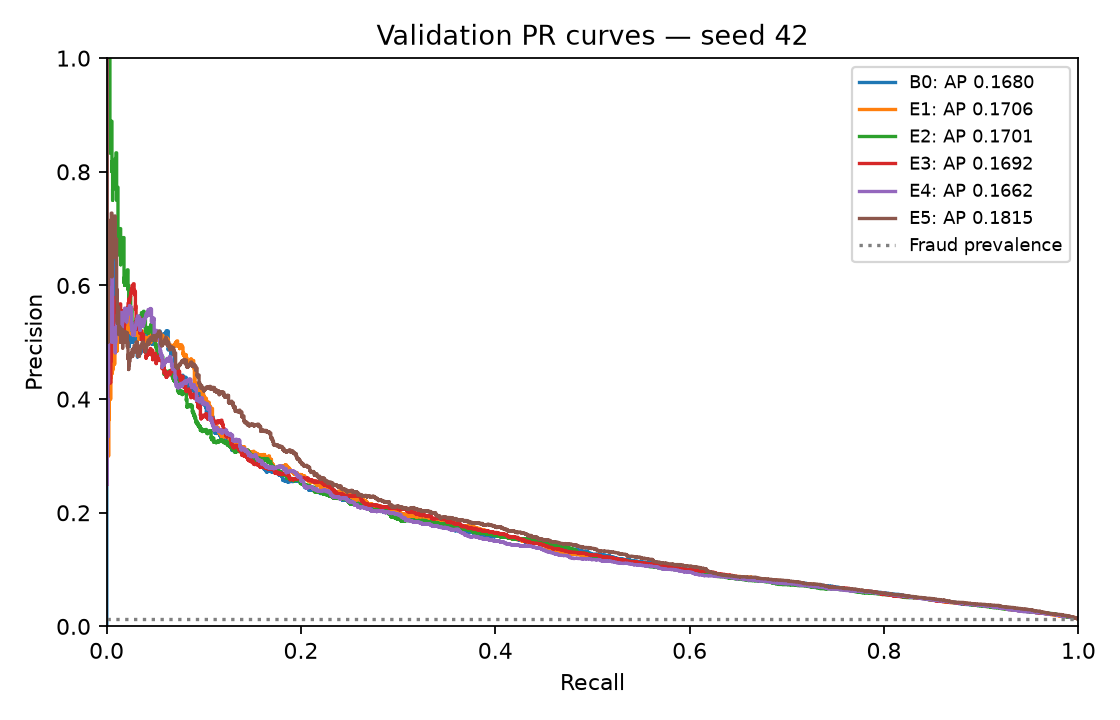 Validation PR curves — seed 42
1.0
0.8
0.6
0.4
0.2
0.0
Precision
B0: AP 0.1680
E1: AP 0.1706
E2: AP 0.1701
E3: AP 0.1692
E4: AP 0.1662
E5: AP 0.1815
Fraud prevalence
0.0 0.2 0.4 0.6 0.8 1.0
Recall